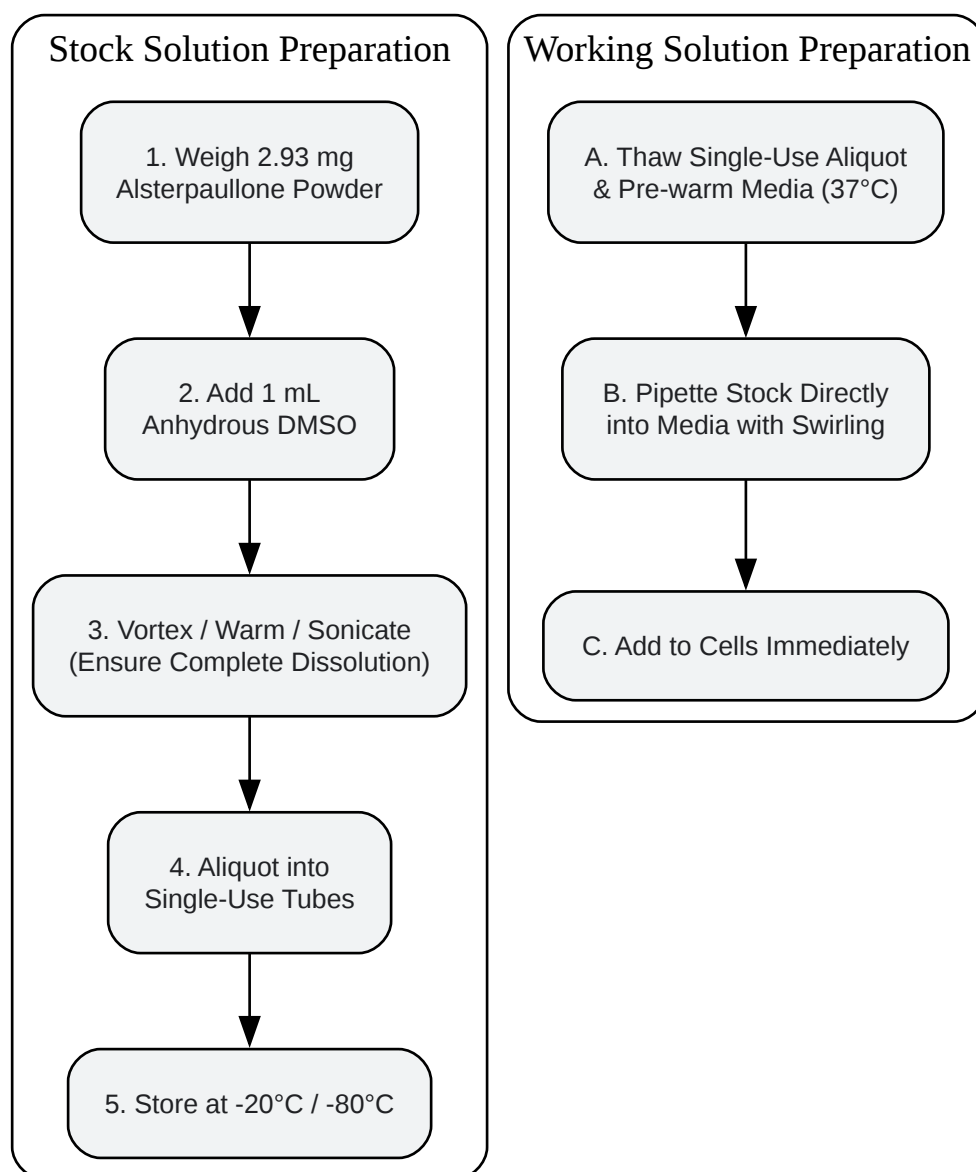 Stock Solution Preparation
1. Weigh 2.93 mg
Alsterpaullone Powder
2. Add 1 mL
Anhydrous DMSO
3. Vortex / Warm / Sonicate
(Ensure Complete Dissolution)
4. Aliquot into
Single-Use Tubes
5. Store at -20°C / -80°C
Working Solution Preparation
A. Thaw Single-Use Aliquot
& Pre-warm Media (37°C)
B. Pipette Stock Directly
into Media with Swirling
C. Add to Cells Immediately